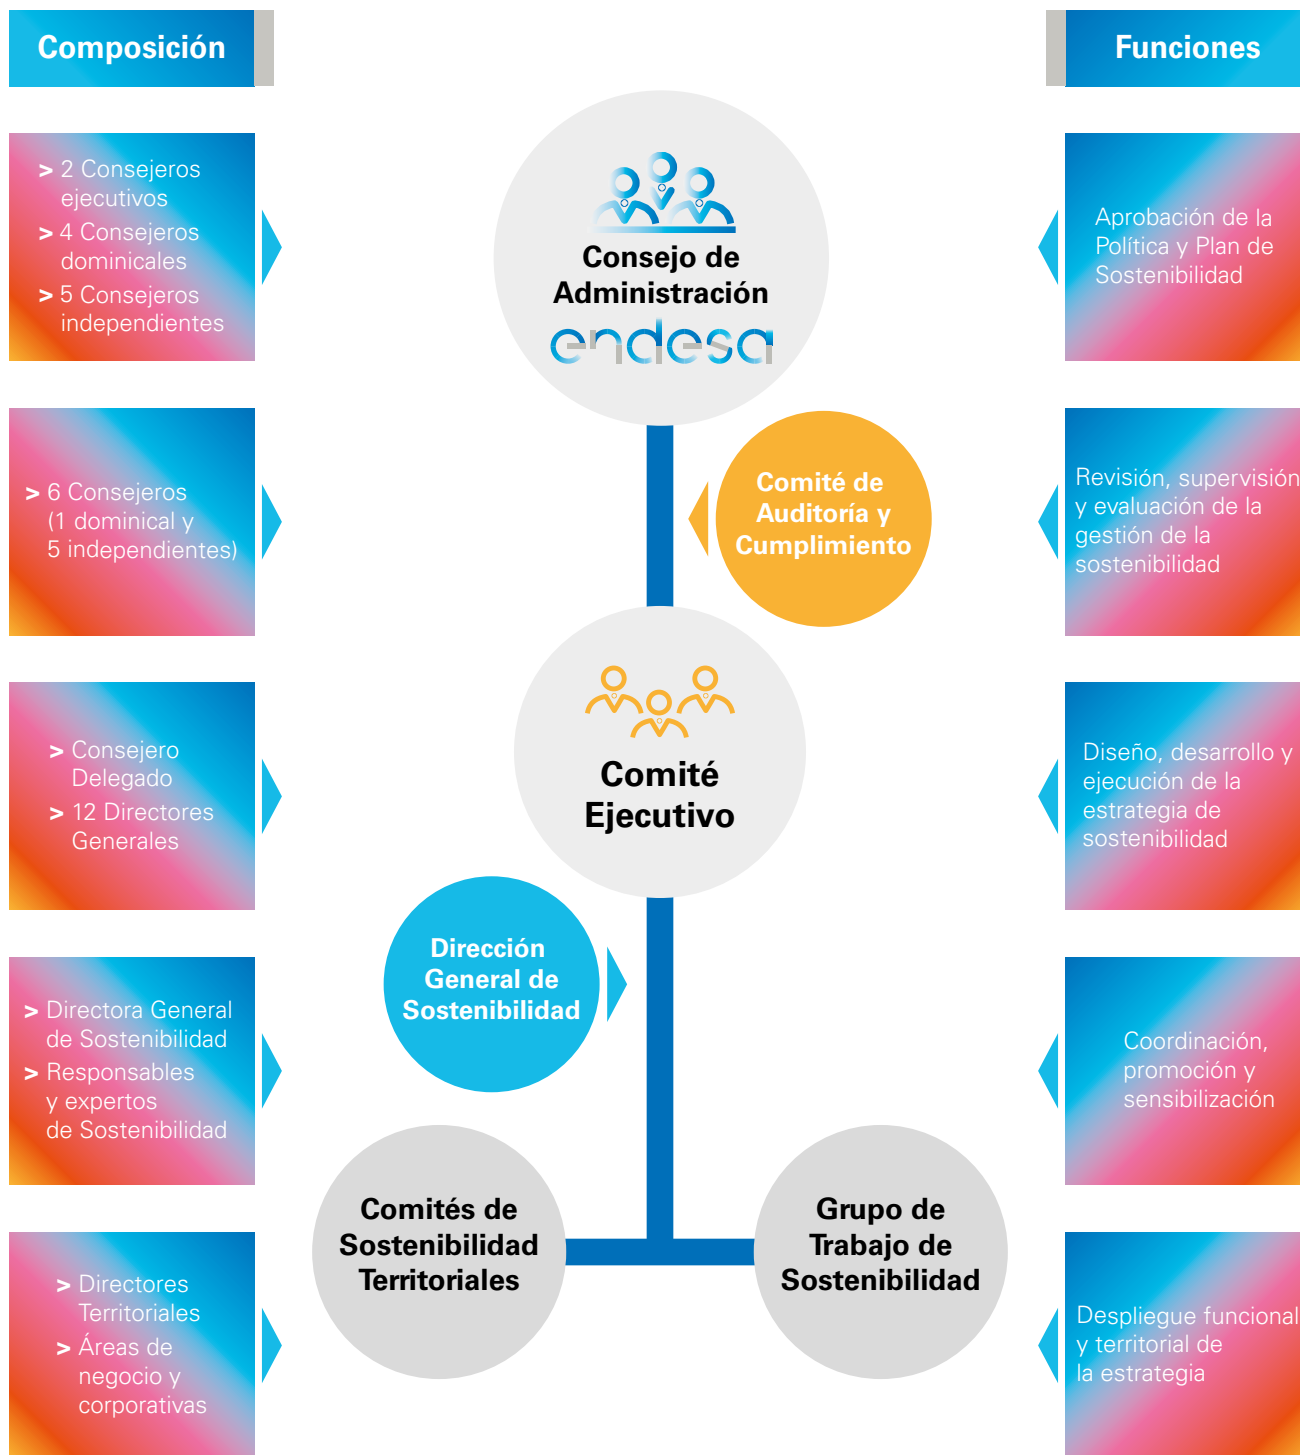 Composición
Funciones
> 2 Consejeros
ejecutivos
> 4 Consejeros
dominicales
> 5 Consejeros
independientes
Consejo de
Administración
endesa
Aprobación de la
Política y Plan de
Sostenibilidad
> 6 Consejeros
(1 dominical y
5 independientes)
Comité de
Auditoría y
Cumplimiento
Revisión, supervisión
y evaluación de la
gestión de la
sostenibilidad
> Consejero
Delegado
> 12 Directores
Generales
Comité
Ejecutivo
Diseño, desarrollo y
ejecución de la
estrategia de
sostenibilidad
> Directora General
de Sostenibilidad
> Responsables
y expertos
de Sostenibilidad
Dirección
General de
Sostenibilidad
Coordinación,
promoción y
sensibilización
> Directores
Territoriales
> Áreas de
negocio y
corporativas
Comités de
Sostenibilidad
Territoriales
Grupo de
Trabajo de
Sostenibilidad
Despliegue funcional
y territorial de
la estrategia